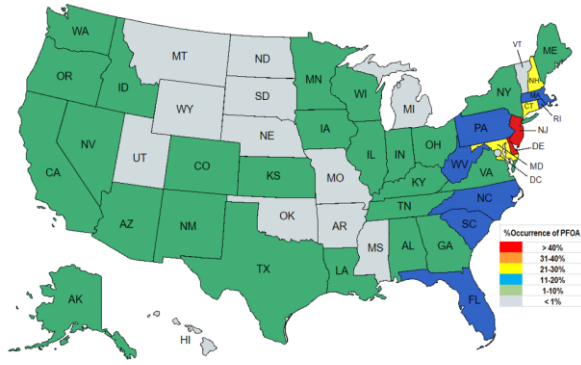 WA
MT
ND
MN
VT
ME
OR
ID
SD
WI
NH
WY
MI
NY
MA
CT
RI
NV
UT
NE
IA
PA
NJ
CA
CO
IL
IN
OH
DE
KS
MO
WV
MD
KY
VA
DC
AZ
NM
OK
AR
TN
NC
TX
LA
MS
AL
GA
SC
FL
AK
HI
%Occurrence of PFOA
> 40%
31-40%
21-30%
11-20%
1-10%
< 1%